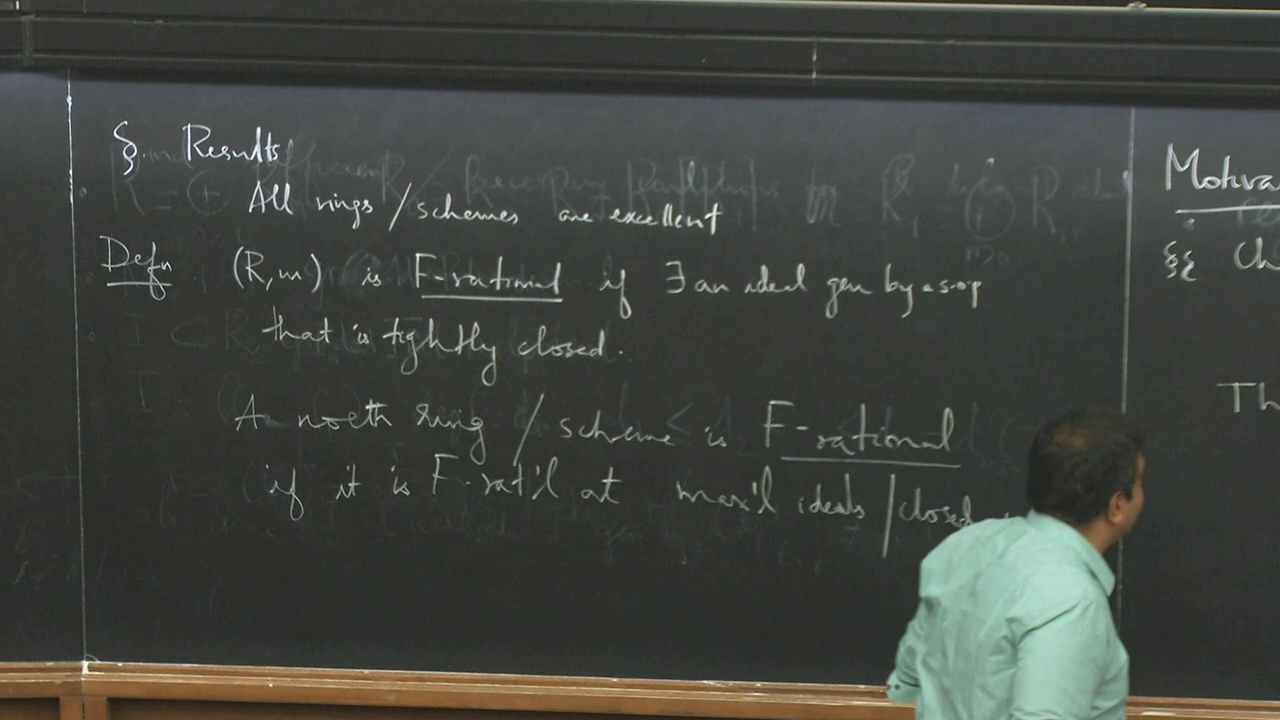 §. Results
All rings/schemes are excellent
Defn (R, m) is F-rational if ∃ an ideal gen by a s.o.p
that is tightly closed.
A noeth ring / scheme is F-rational
if it is F-rat'l at max'l ideals / closed
Motiva
§§ Ch
Th